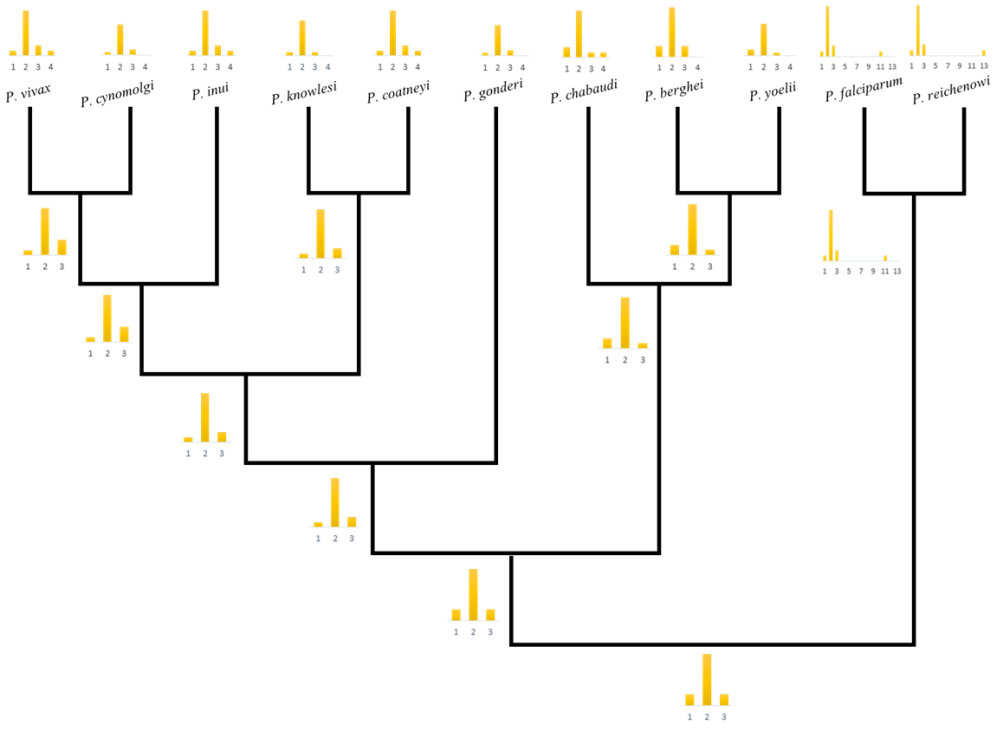 1 2 3 4 1 2 3 4 1 2 3 4 1 2 3 4 1 2 3 4 1 2 3 4 1 2 3 4 1 2 3 4 1 2 3 4 1 3 5 7 9 11 13 1 3 5 7 9 11 13
P. vivax P. cynomolgi P. inui P. knowlesi P. coatneyi P. gonderi P. chabaudi P. berghei P. yoelii P. falciparum P. reichenowi
1 2 3 1 2 3 1 2 3 1 3 5 7 9 11 13
1 2 3 1 2 3
1 2 3
1 2 3
1 2 3
1 2 3